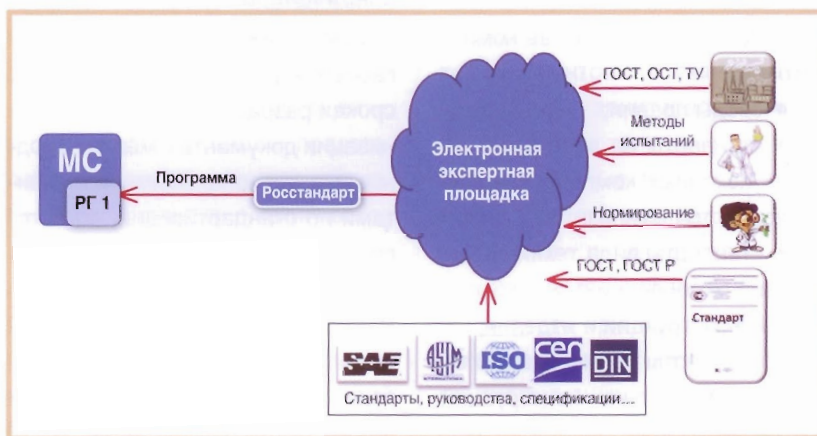 ГОСТ, ОСТ, ТУ
Методы
испытаний
Электронная
экспертная
площадка
МС
РГ 1
Программа
Росстандарт
Нормирование
ГОСТ, ГОСТ Р
Стандарт
SAE
ASTM
INTERNATIONAL
ISO
cen
DIN
Стандарты, руководства, спецификации...